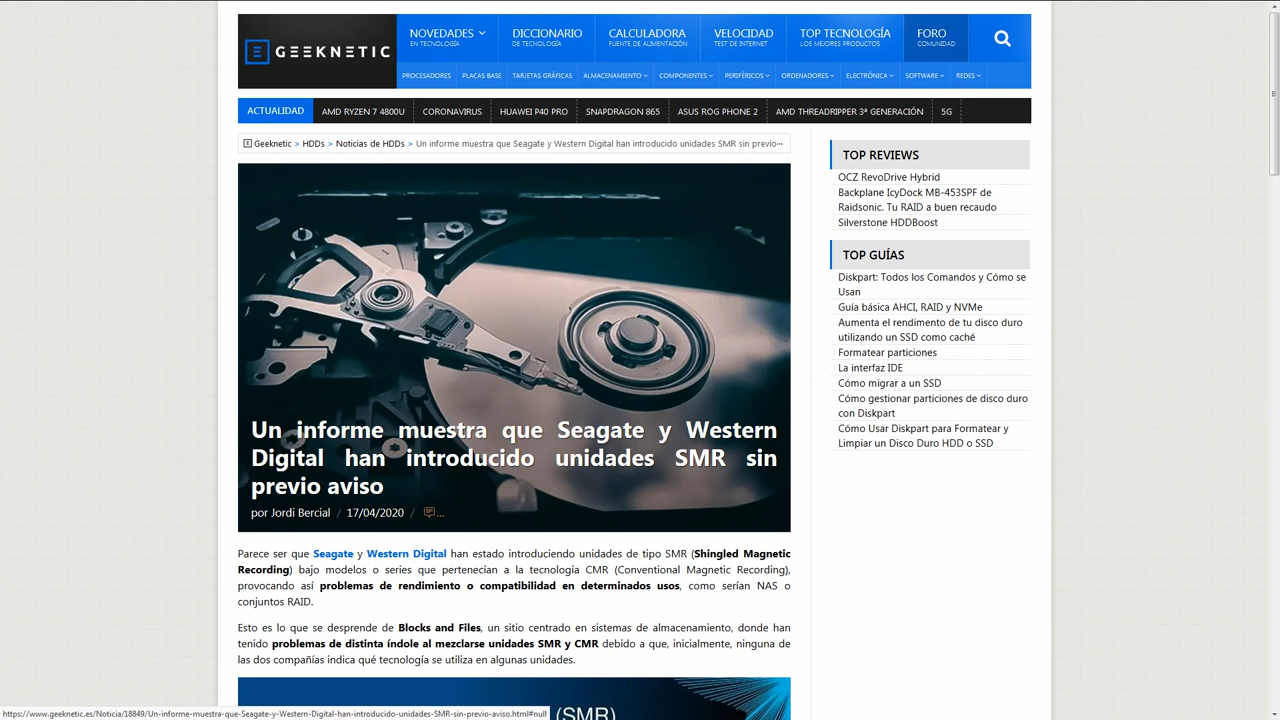 GEEKNETIC
NOVEDADES
EN TECNOLOGÍA
DICCIONARIO
DE TECNOLOGÍA
CALCULADORA
FUENTE DE ALIMENTACIÓN
VELOCIDAD
TEST DE INTERNET
TOP TECNOLOGÍA
LOS MEJORES PRODUCTOS
FORO
COMUNIDAD
PROCESADORES PLACAS BASE TARJETAS GRÁFICAS ALMACENAMIENTO COMPONENTES PERIFÉRICOS ORDENADORES ELECTRÓNICA SOFTWARE REDES
ACTUALIDAD AMD RYZEN 7 4800U CORONAVIRUS HUAWEI P40 PRO SNAPDRAGON 865 ASUS ROG PHONE 2 AMD THREADRIPPER 3ª GENERACIÓN 5G
Geeknetic > HDDs > Noticias de HDDs > Un informe muestra que Seagate y Western Digital han introducido unidades SMR sin previo···
Un informe muestra que Seagate y Western
Digital han introducido unidades SMR sin
previo aviso
por Jordi Bercial / 17/04/2020 / ...
Parece ser que Seagate y Western Digital han estado introduciendo unidades de tipo SMR (Shingled Magnetic
Recording) bajo modelos o series que pertenecían a la tecnología CMR (Conventional Magnetic Recording),
provocando así problemas de rendimiento o compatibilidad en determinados usos, como serían NAS o
conjuntos RAID.
Esto es lo que se desprende de Blocks and Files, un sitio centrado en sistemas de almacenamiento, donde han
tenido problemas de distinta índole al mezclarse unidades SMR y CMR debido a que, inicialmente, ninguna de
las dos compañías indica qué tecnología se utiliza en algunas unidades.
(SMR)
TOP REVIEWS
OCZ RevoDrive Hybrid
Backplane IcyDock MB-453SPF de
Raidsonic. Tu RAID a buen recaudo
Silverstone HDDBoost
TOP GUÍAS
Diskpart: Todos los Comandos y Cómo se
Usan
Guía básica AHCI, RAID y NVMe
Aumenta el rendimiento de tu disco duro
utilizando un SSD como caché
Formatear particiones
La interfaz IDE
Cómo migrar a un SSD
Cómo gestionar particiones de disco duro
con Diskpart
Cómo Usar Diskpart para Formatear y
Limpiar un Disco Duro HDD o SSD
https://www.geeknetic.es/Noticia/18849/Un-informe-muestra-que-Seagate-y-Western-Digital-han-introducido-unidades-SMR-sin-previo-aviso.html#null